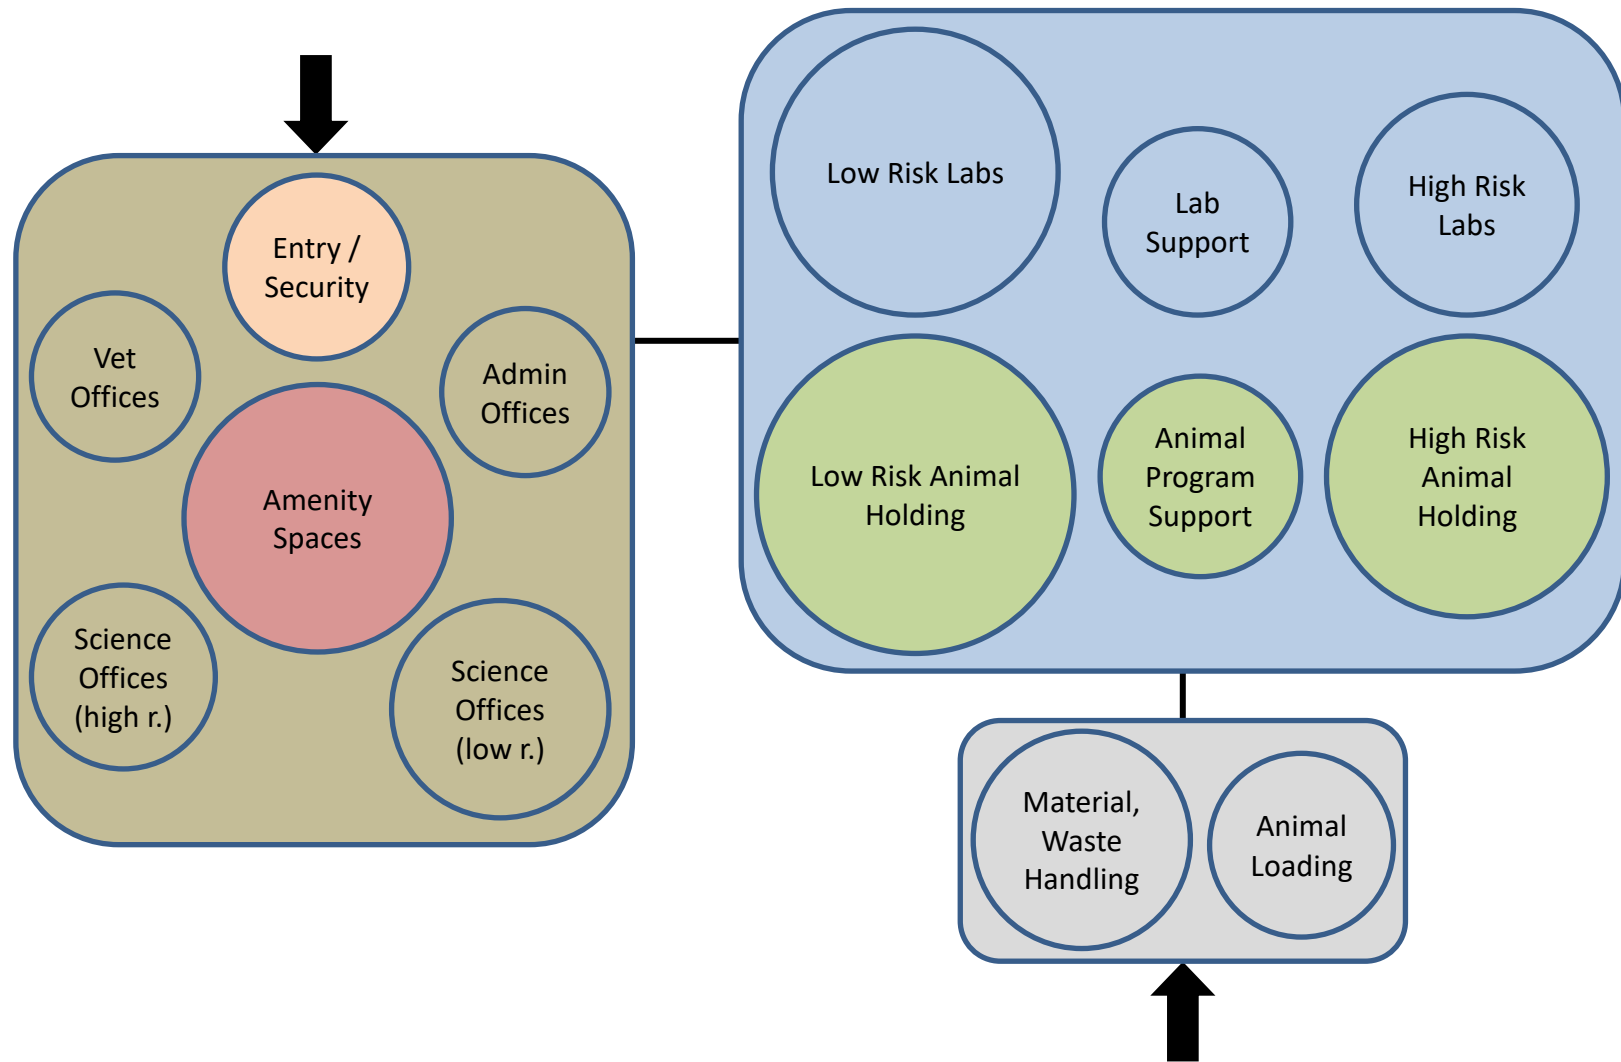 Entry /
Security
Vet
Offices
Admin
Offices
Amenity
Spaces
Science
Offices
(high r.)
Science
Offices
(low r.)
Low Risk Labs
Lab
Support
High Risk
Labs
Low Risk Animal
Holding
Animal
Program
Support
High Risk
Animal
Holding
Material,
Waste
Handling
Animal
Loading